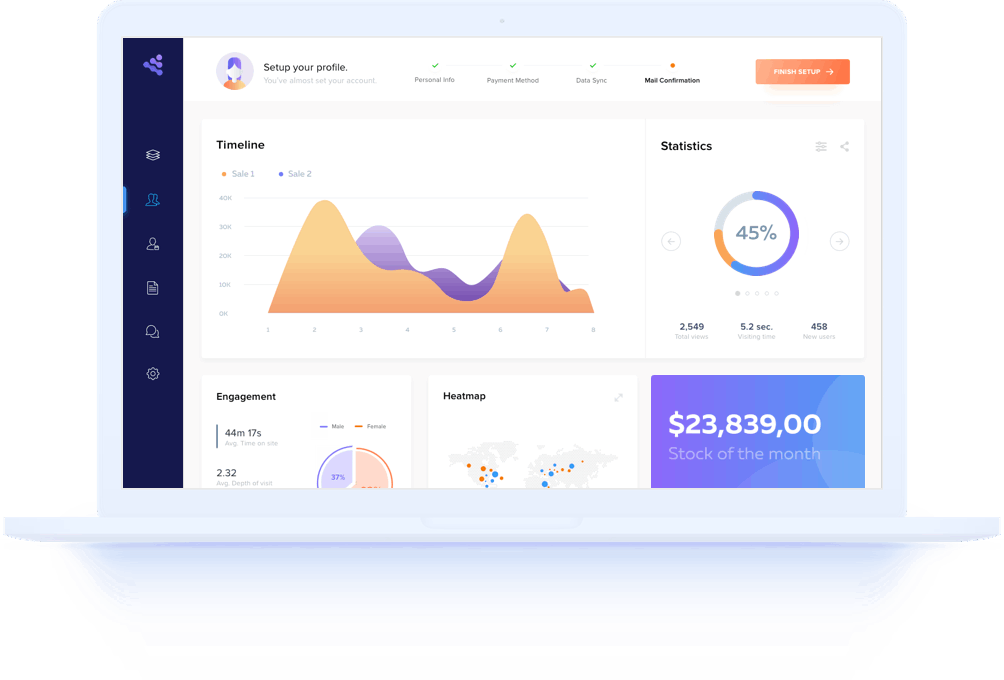 Setup your profile.
You've almost set your account.
Personal Info
Payment Method
Data Sync
Mail Confirmation
FINISH SETUP
Timeline
Sale 1
Sale 2
40K
30K
20K
10K
0K
1 2 3 4 5 6 7 8
Statistics
45%
2,549
Total views
5.2 sec.
Visiting time
458
New users
Engagement
44m 17s
Avg. Time on site
2.32
Avg. Depth of visit
Male
Female
37%
Heatmap
$23,839,00
Stock of the month